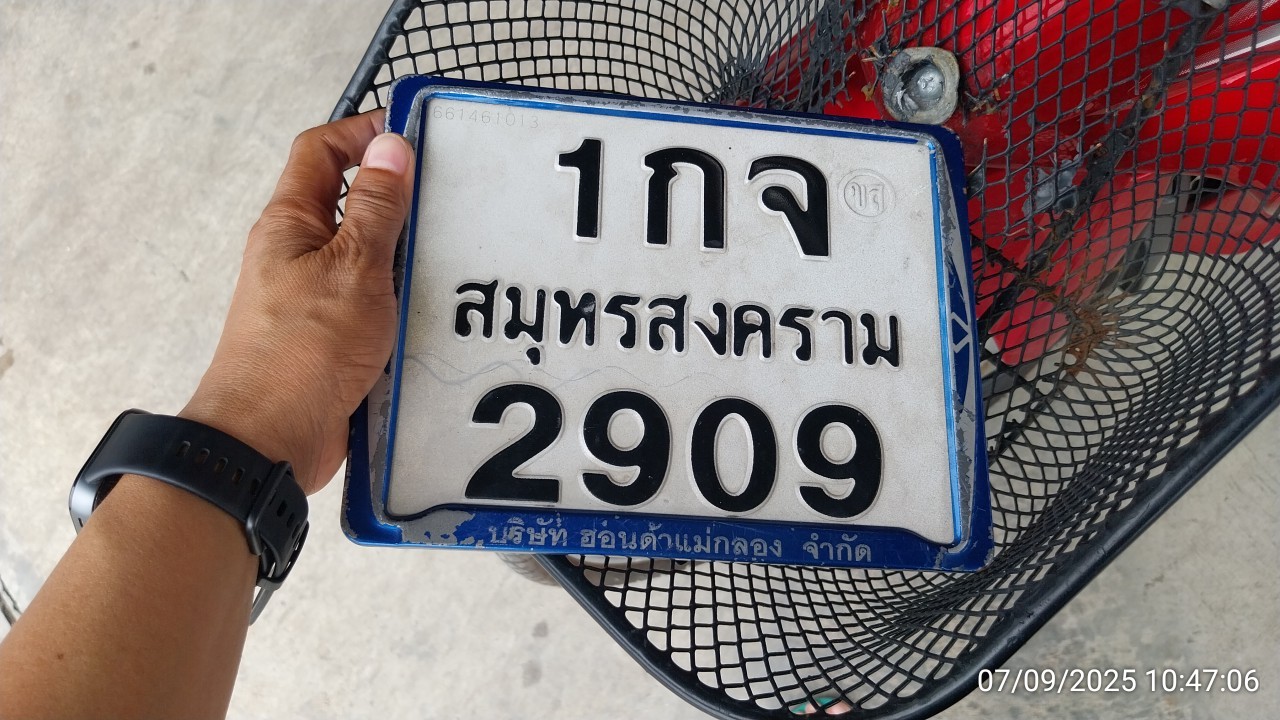 661461013
1กจ
ขส
สมุทรสงคราม
2909
บริษัท ฮอนด้าแม่กลอง จำกัด
07/09/2025 10:47:06